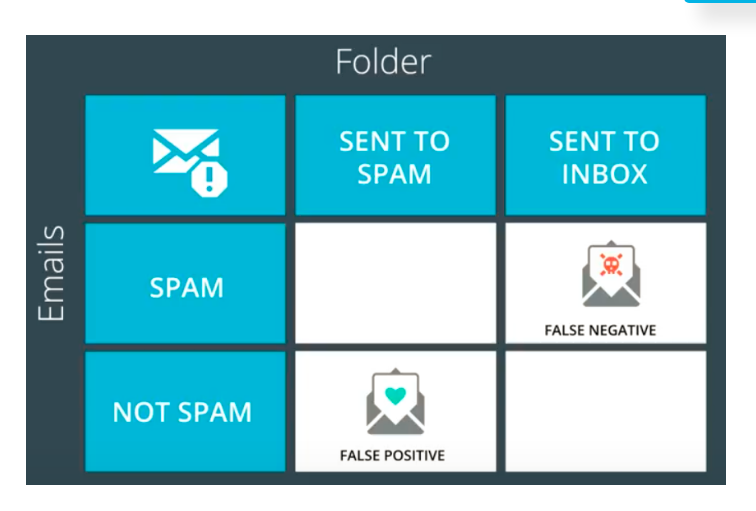 Folder
SENT TO
SPAM
SENT TO
INBOX
Emails
SPAM
FALSE NEGATIVE
NOT SPAM
FALSE POSITIVE